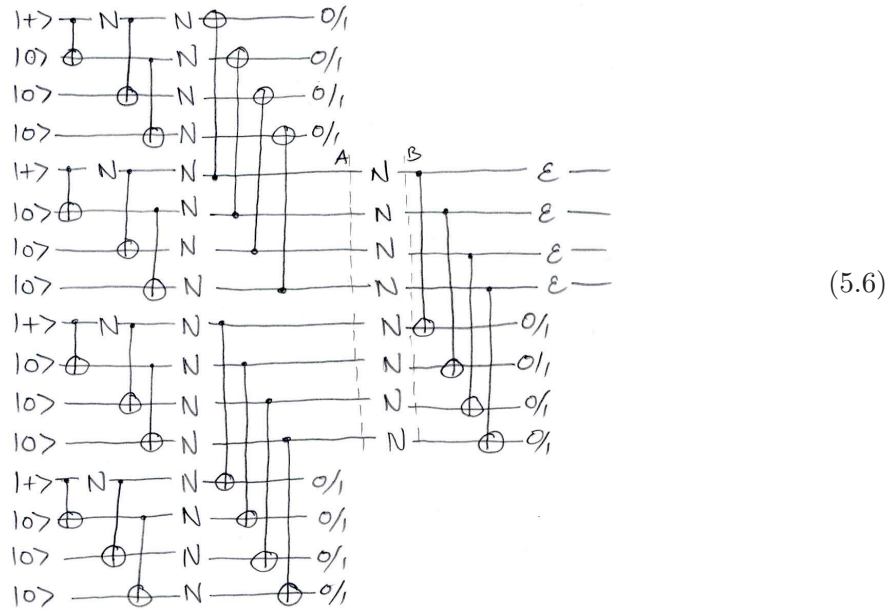 |+> N N 0/1
|0> N 0/1
|0> N 0/1
|0> N 0/1
A B
|+> N N N ε
|0> N N ε
|0> N N ε
|0> N N ε
(5.6)
|+> N N N 0/1
|0> N N 0/1
|0> N N 0/1
|0> N N 0/1
|+> N N 0/1
|0> N 0/1
|0> N 0/1
|0> N 0/1